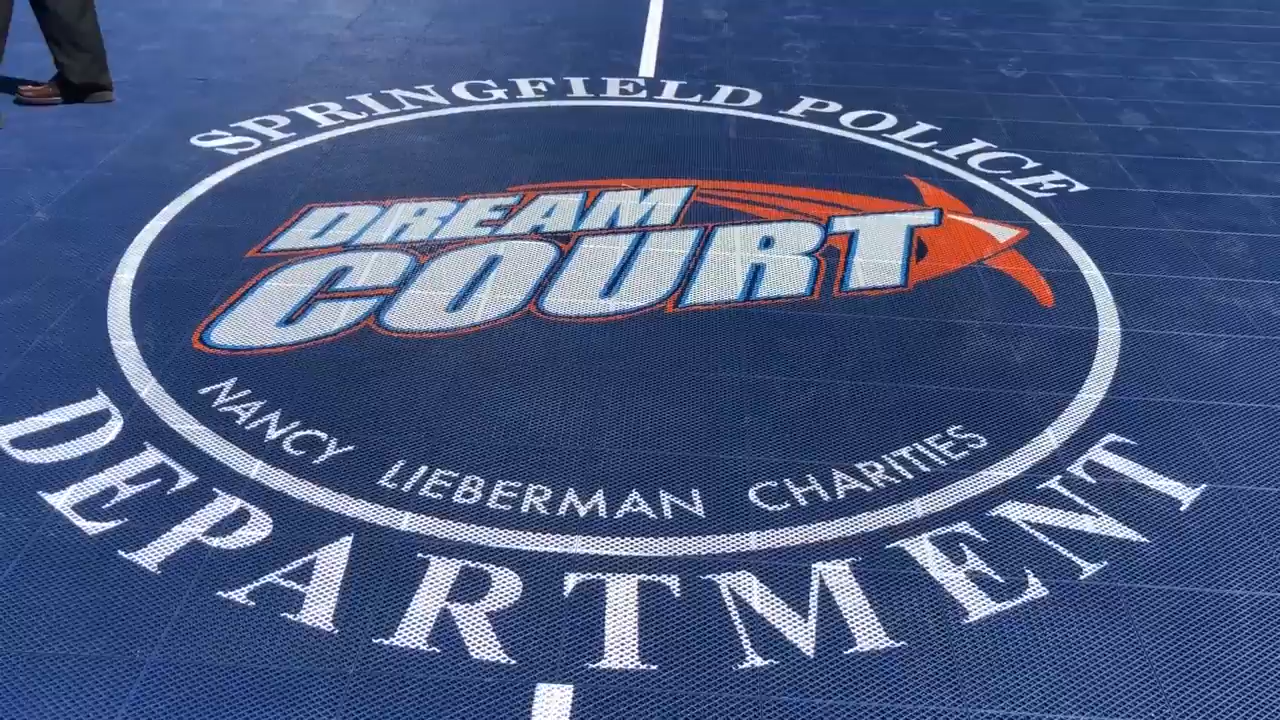 SPRINGFIELD POLICE
DREAM
COURT
NANCY LIEBERMAN CHARITIES
DEPARTMENT